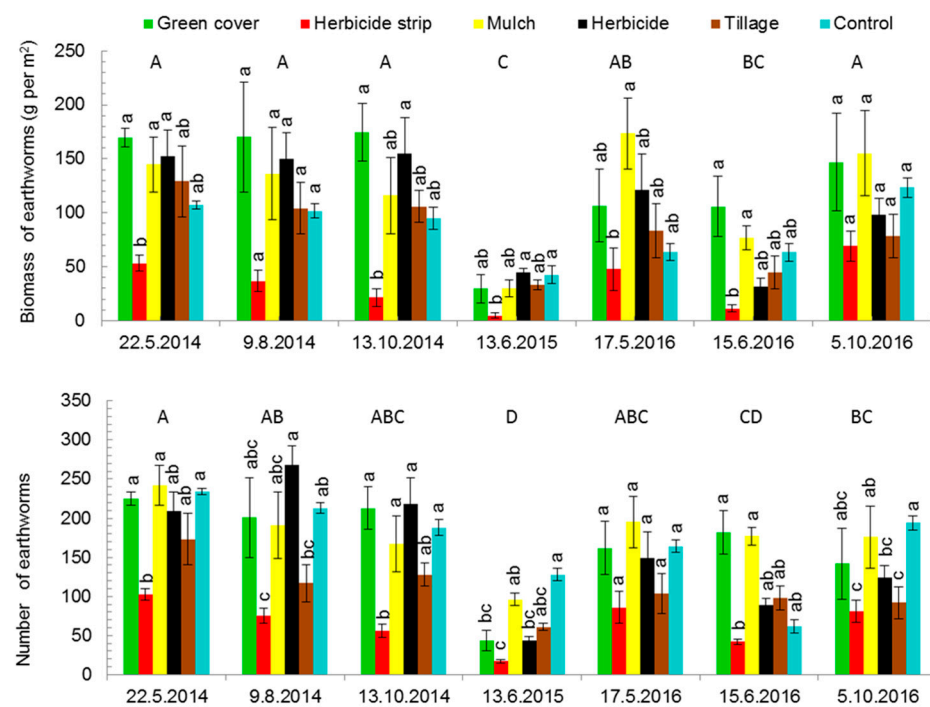 Green cover Herbicide strip Mulch Herbicide Tillage Control
Biomass of earthworms (g per m²)
250
200
150
100
50
0
A A A C AB BC A
a b a a ab ab
a a a a a a
a b ab a ab ab
ab b ab a ab ab
ab b a ab ab ab
a b ab ab ab ab
a a a a a a
22.5.2014 9.8.2014 13.10.2014 13.6.2015 17.5.2016 15.6.2016 5.10.2016
Number of earthworms
350
300
250
200
150
100
50
0
A AB ABC D ABC CD BC
a b a ab ab a
abc c abc a bc ab
a b a a ab a
bc c ab bc abc a
a a a a a a
a b a ab ab ab
abc c ab bc c a
22.5.2014 9.8.2014 13.10.2014 13.6.2015 17.5.2016 15.6.2016 5.10.2016